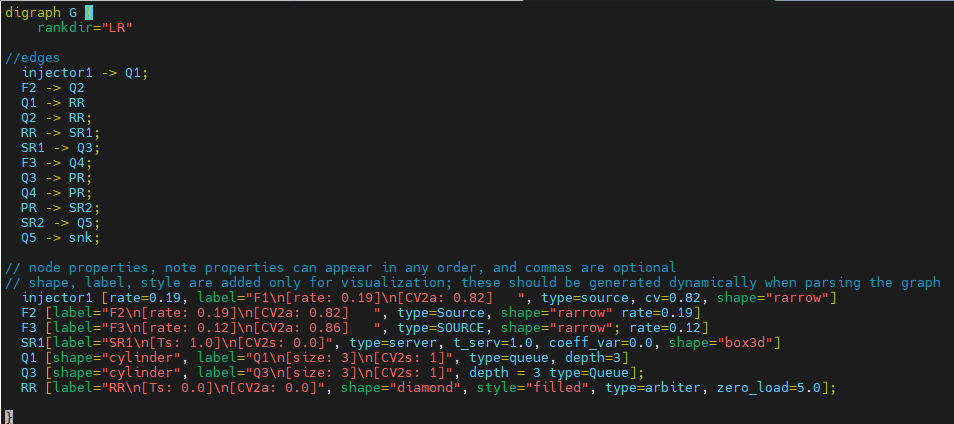 digraph G {
    rankdir="LR"

//edges
  injector1 -> Q1;
  F2 -> Q2
  Q1 -> RR
  Q2 -> RR;
  RR -> SR1;
  SR1 -> Q3;
  F3 -> Q4;
  Q3 -> PR;
  Q4 -> PR;
  PR -> SR2;
  SR2 -> Q5;
  Q5 -> snk;

// node properties, note properties can appear in any order, and commas are optional
// shape, label, style are added only for visualization; these should be generated dynamically when parsing the graph
  injector1 [rate=0.19, label="F1\n[rate: 0.19]\n[CV2a: 0.82]   ", type=source, cv=0.82, shape="rarrow"]
  F2 [label="F2\n[rate: 0.19]\n[CV2a: 0.82]   ", type=Source, shape="rarrow" rate=0.19]
  F3 [label="F3\n[rate: 0.12]\n[CV2a: 0.86]   ", type=SOURCE, shape="rarrow"; rate=0.12]
  SR1[label="SR1\n[Ts: 1.0]\n[CV2s: 0.0]", type=server, t_serv=1.0, coeff_var=0.0, shape="box3d"]
  Q1 [shape="cylinder", label="Q1\n[size: 3]\n[CV2s: 1]", type=queue, depth=3]
  Q3 [shape="cylinder", label="Q3\n[size: 3]\n[CV2s: 1]", depth = 3 type=Queue];
  RR [label="RR\n[Ts: 0.0]\n[CV2a: 0.0]", shape="diamond", style="filled", type=arbiter, zero_load=5.0];

}